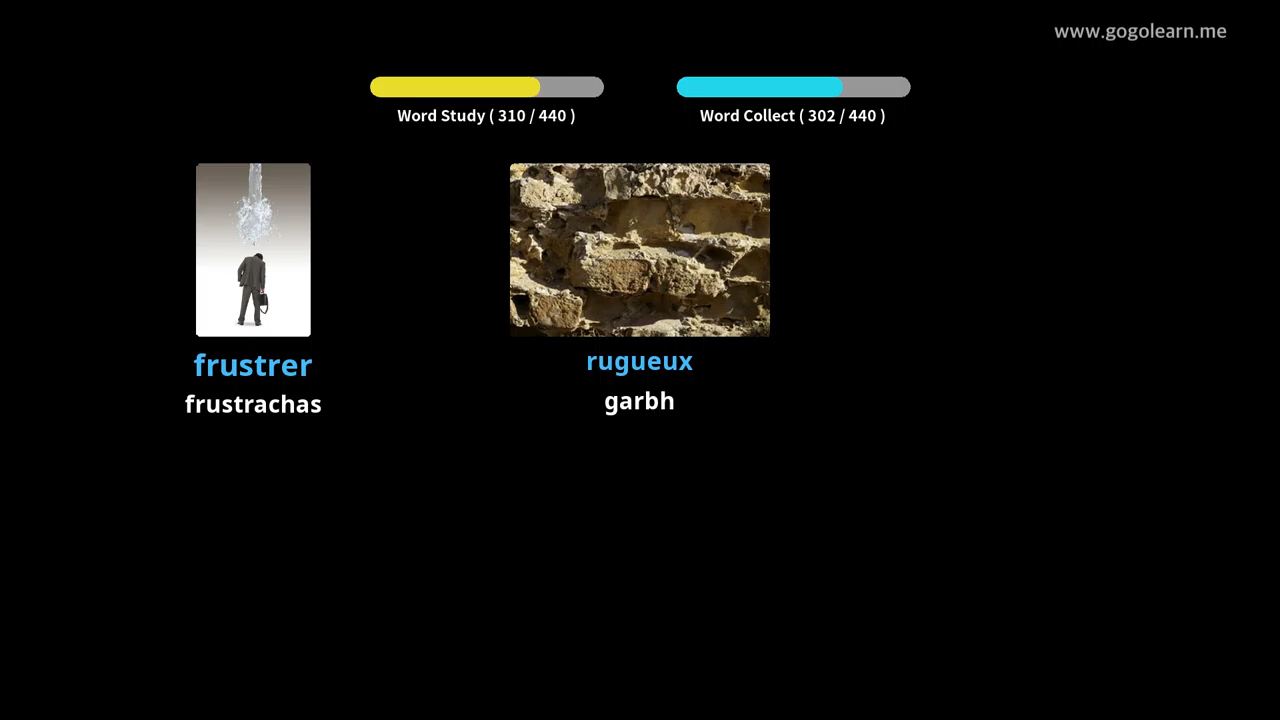 www.gogolearn.me
Word Study ( 310 / 440 )
Word Collect ( 302 / 440 )
frustrer
frustrachas
rugueux
garbh